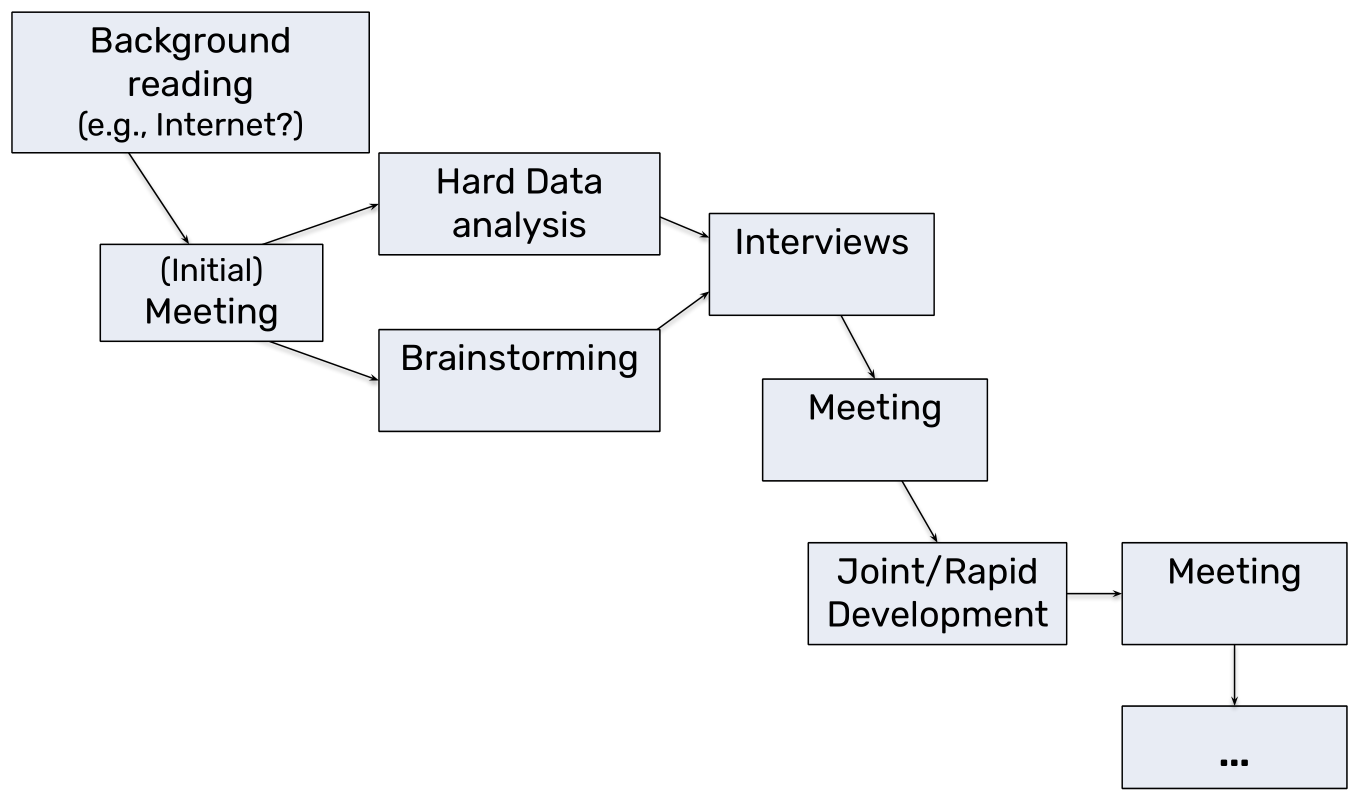 Background
reading
(e.g., Internet?)
Hard Data
analysis
Interviews
(Initial)
Meeting
Brainstorming
Meeting
Joint/Rapid
Development
Meeting
...